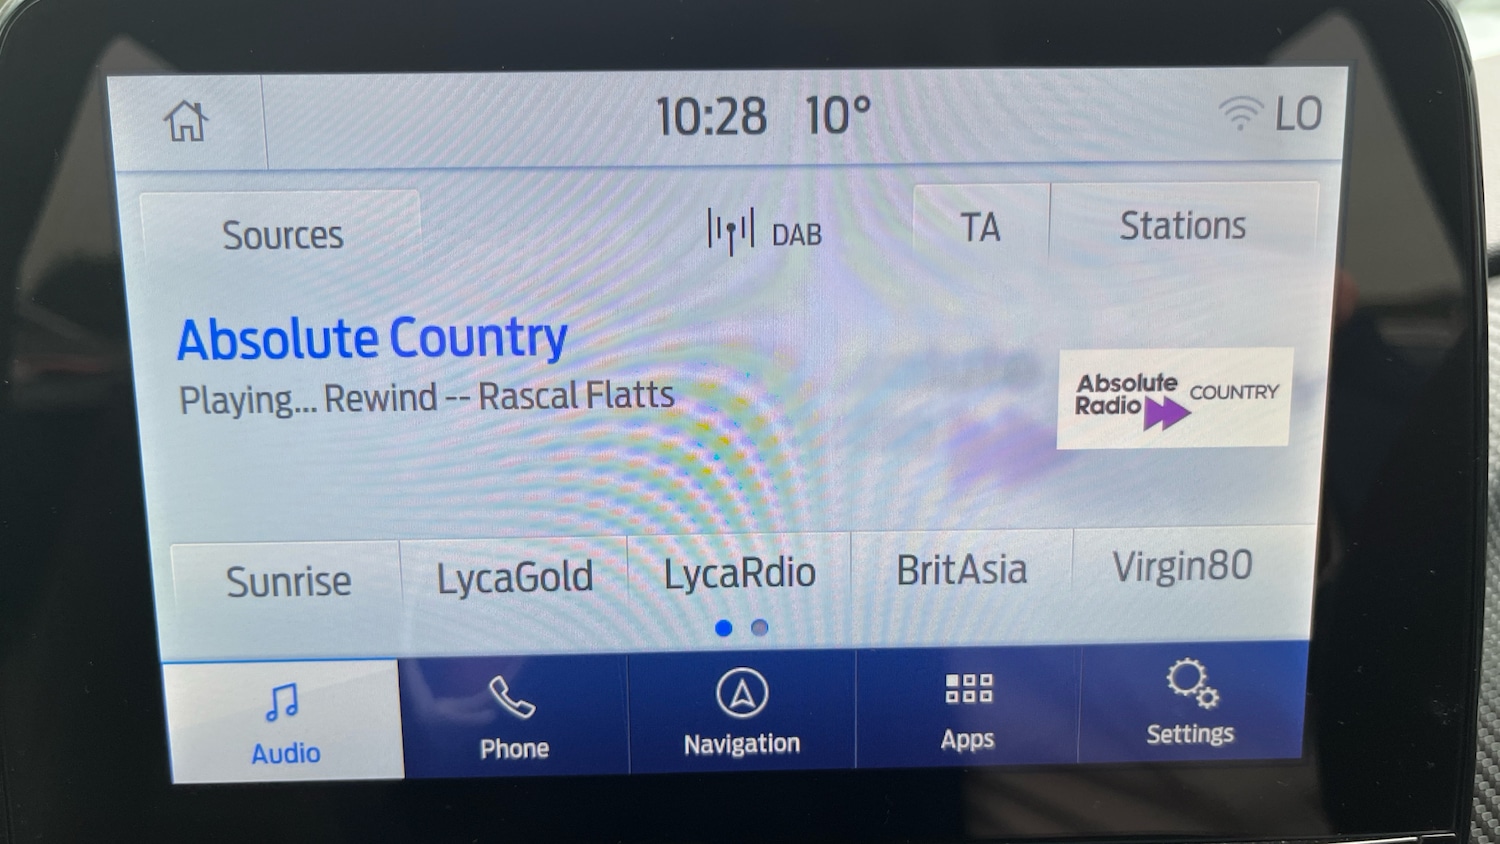 10:28 10° LO
Sources DAB TA Stations
Absolute Country
Playing... Rewind -- Rascal Flatts
Absolute
Radio COUNTRY
Sunrise LycaGold LycaRdio BritAsia Virgin80
Audio Phone Navigation Apps Settings